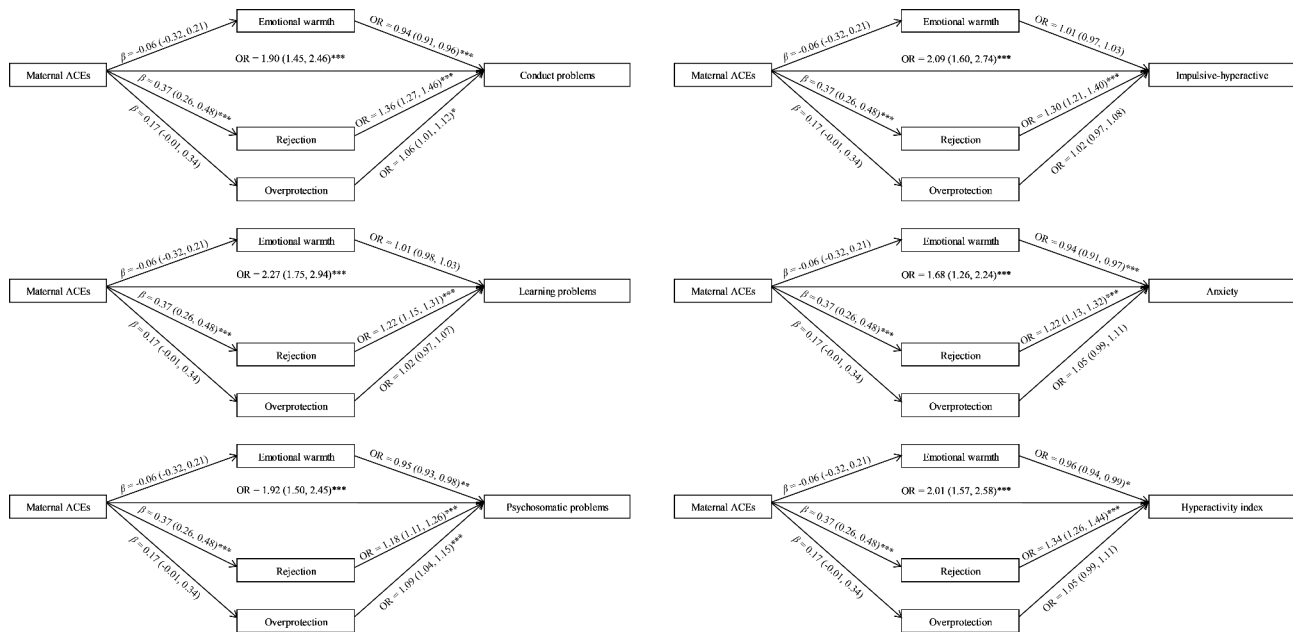 Emotional warmth
β = -0.06 (-0.32, 0.21)
OR = 0.94 (0.91, 0.96)***
OR = 1.90 (1.45, 2.46)***
Maternal ACEs
Conduct problems
β = 0.37 (0.26, 0.48)***
OR = 1.36 (1.27, 1.46)***
Rejection
β = 0.17 (-0.01, 0.34)
OR = 1.06 (1.01, 1.12)*
Overprotection
Emotional warmth
β = -0.06 (-0.32, 0.21)
OR = 1.01 (0.97, 1.03)
OR = 2.09 (1.60, 2.74)***
Maternal ACEs
Impulsive-hyperactive
β = 0.37 (0.26, 0.48)***
OR = 1.30 (1.21, 1.40)***
Rejection
β = 0.17 (-0.01, 0.34)
OR = 1.02 (0.97, 1.08)
Overprotection
Emotional warmth
β = -0.06 (-0.32, 0.21)
OR = 1.01 (0.98, 1.03)
OR = 2.27 (1.75, 2.94)***
Maternal ACEs
Learning problems
β = 0.37 (0.26, 0.48)***
OR = 1.22 (1.15, 1.31)***
Rejection
β = 0.17 (-0.01, 0.34)
OR = 1.02 (0.97, 1.07)
Overprotection
Emotional warmth
β = -0.06 (-0.32, 0.21)
OR = 0.94 (0.91, 0.97)***
OR = 1.68 (1.26, 2.24)***
Maternal ACEs
Anxiety
β = 0.37 (0.26, 0.48)***
OR = 1.22 (1.13, 1.32)***
Rejection
β = 0.17 (-0.01, 0.34)
OR = 1.05 (0.99, 1.11)
Overprotection
Emotional warmth
β = -0.06 (-0.32, 0.21)
OR = 0.95 (0.93, 0.98)**
OR = 1.92 (1.50, 2.45)***
Maternal ACEs
Psychosomatic problems
β = 0.37 (0.26, 0.48)***
OR = 1.18 (1.11, 1.26)***
Rejection
β = 0.17 (-0.01, 0.34)
OR = 1.09 (1.04, 1.15)***
Overprotection
Emotional warmth
β = -0.06 (-0.32, 0.21)
OR = 0.96 (0.94, 0.99)*
OR = 2.01 (1.57, 2.58)***
Maternal ACEs
Hyperactivity index
β = 0.37 (0.26, 0.48)***
OR = 1.34 (1.26, 1.44)***
Rejection
β = 0.17 (-0.01, 0.34)
OR = 1.05 (0.99, 1.11)
Overprotection